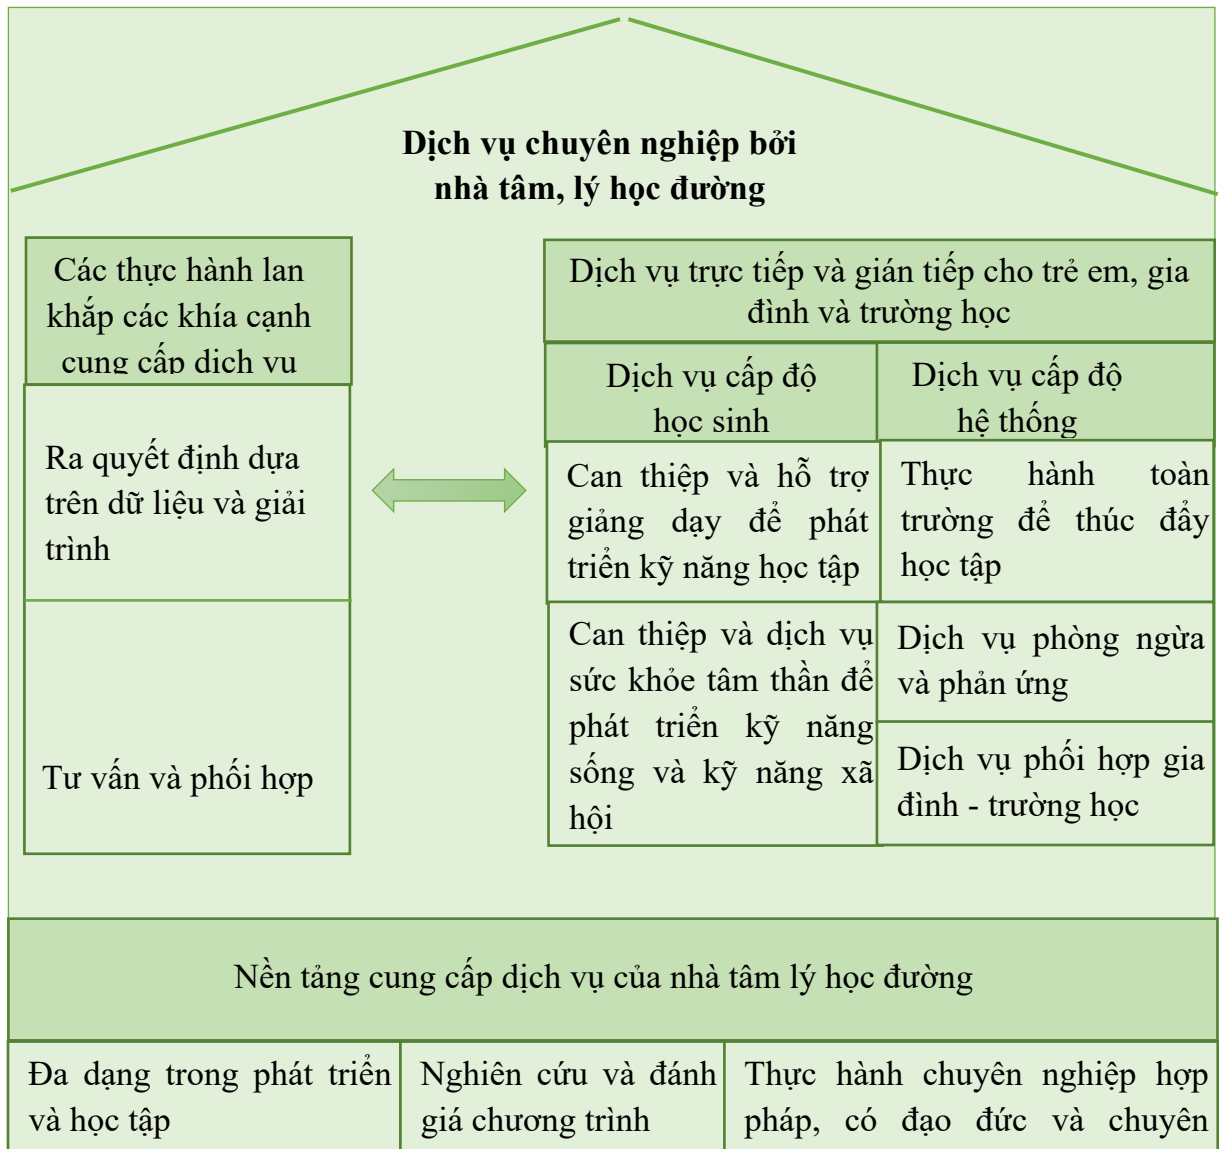 Dịch vụ chuyên nghiệp bởi
nhà tâm, lý học đường
Các thực hành lan
khắp các khía cạnh
cung cấp dịch vụ
Ra quyết định dựa
trên dữ liệu và giải
trình
Tư vấn và phối hợp
Dịch vụ trực tiếp và gián tiếp cho trẻ em, gia
đình và trường học
Dịch vụ cấp độ
học sinh
Dịch vụ cấp độ
hệ thống
Can thiệp và hỗ trợ
giảng dạy để phát
triển kỹ năng học tập
Thực hành toàn
trường để thúc đẩy
học tập
Can thiệp và dịch vụ
sức khỏe tâm thần để
phát triển kỹ năng
sống và kỹ năng xã
hội
Dịch vụ phòng ngừa
và phản ứng
Dịch vụ phối hợp gia
đình - trường học
Nền tảng cung cấp dịch vụ của nhà tâm lý học đường
Đa dạng trong phát triển
và học tập
Nghiên cứu và đánh
giá chương trình
Thực hành chuyên nghiệp hợp
pháp, có đạo đức và chuyên